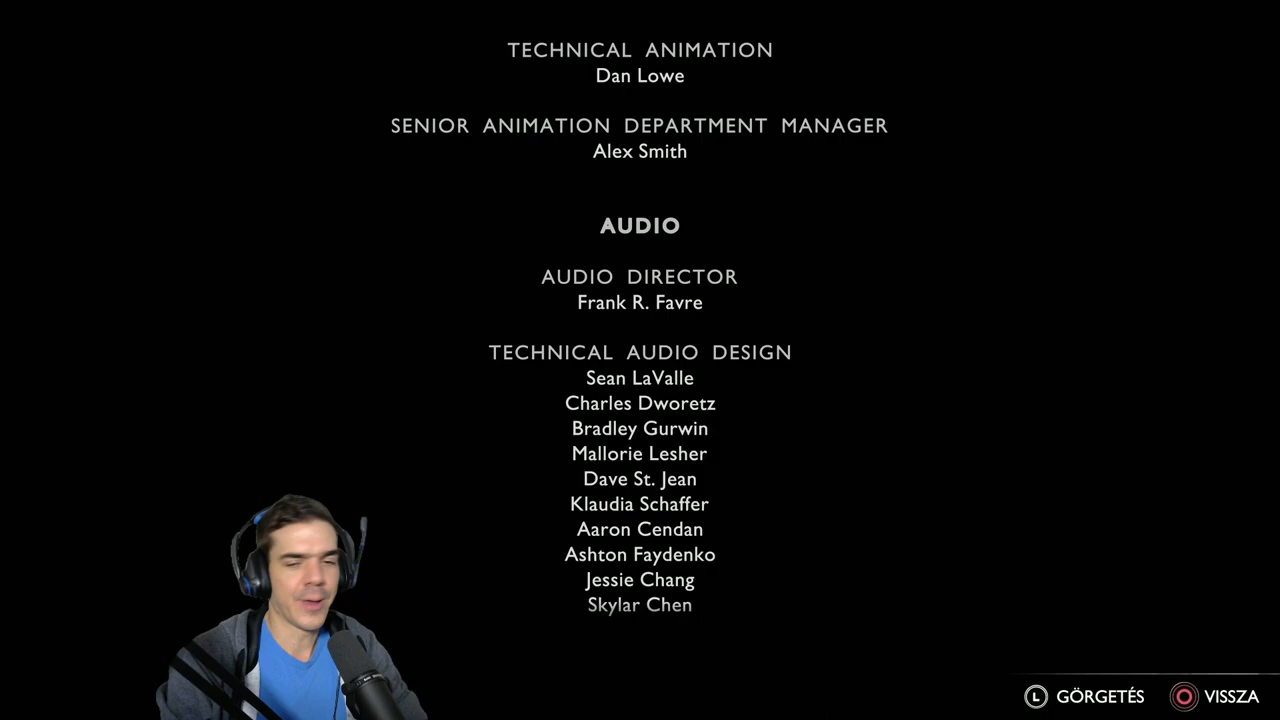 TECHNICAL ANIMATION
Dan Lowe
SENIOR ANIMATION DEPARTMENT MANAGER
Alex Smith
AUDIO
AUDIO DIRECTOR
Frank R. Favre
TECHNICAL AUDIO DESIGN
Sean LaValle
Charles Dworetz
Bradley Gurwin
Mallorie Lesher
Dave St. Jean
Klaudia Schaffer
Aaron Cendan
Ashton Faydenko
Jessie Chang
Skylar Chen
L GÖRGETÉS VISSZA